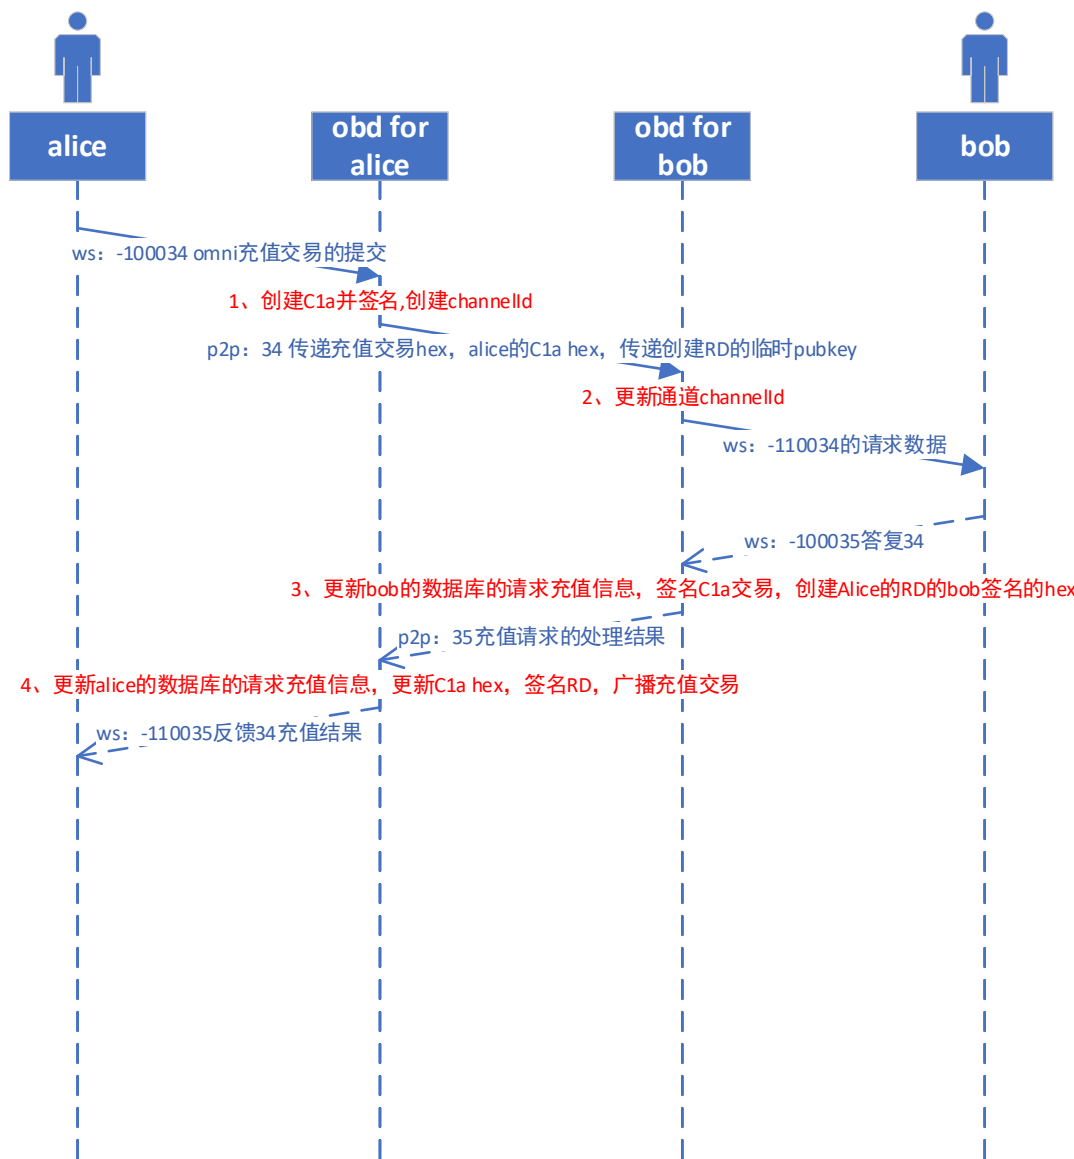 alice
obd for
alice
obd for
bob
bob
ws：-100034 omni充值交易的提交
1、创建C1a并签名,创建channelId
p2p：34 传递充值交易hex，alice的C1a hex，传递创建RD的临时pubkey
2、更新通道channelId
ws：-110034的请求数据
ws：-100035答复34
3、更新bob的数据库的请求充值信息，签名C1a交易，创建Alice的RD的bob签名的hex
p2p：35充值请求的处理结果
4、更新alice的数据库的请求充值信息，更新C1a hex，签名RD，广播充值交易
ws：-110035反馈34充值结果